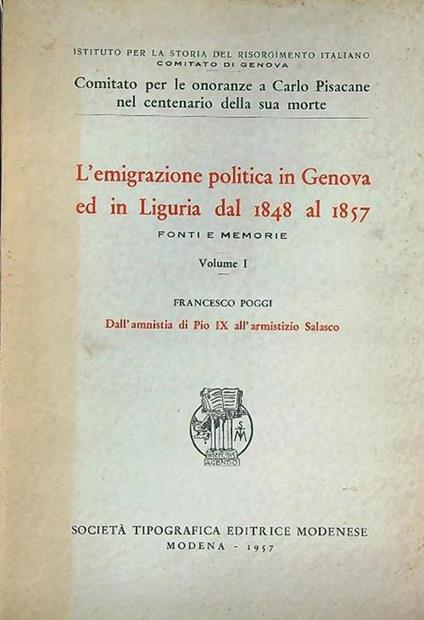 ISTITUTO PER LA STORIA DEL RISORGIMENTO ITALIANO
COMITATO DI GENOVA
Comitato per le onoranze a Carlo Pisacane
nel centenario della sua morte
L'emigrazione politica in Genova
ed in Liguria dal 1848 al 1857
FONTI E MEMORIE
Volume I
FRANCESCO POGGI
Dall'amnistia di Pio IX all'armistizio Salasco
STM
AGENDO
SOCIETÀ TIPOGRAFICA EDITRICE MODENESE
MODENA - 1957